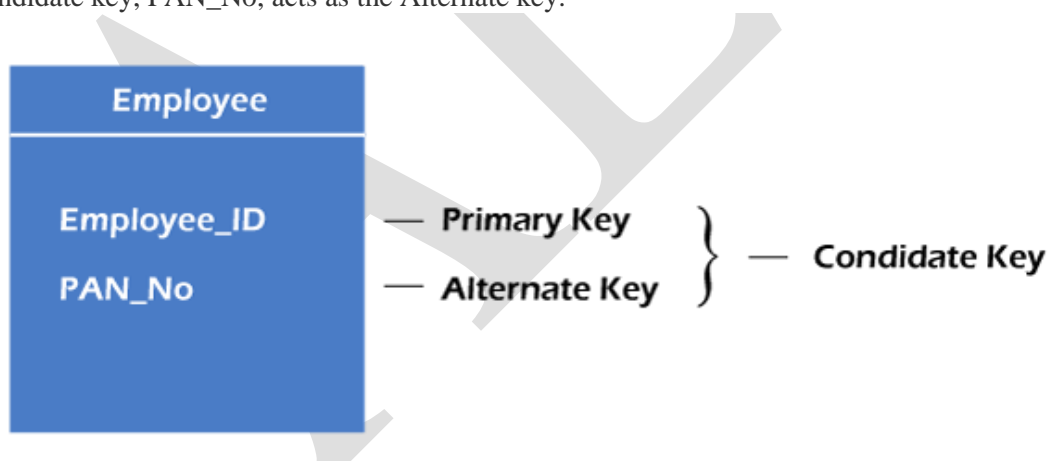 candidate key, PAN_No, acts as the Alternate key.
Employee
Employee_ID — Primary Key
PAN_No — Alternate Key
— Condidate Key